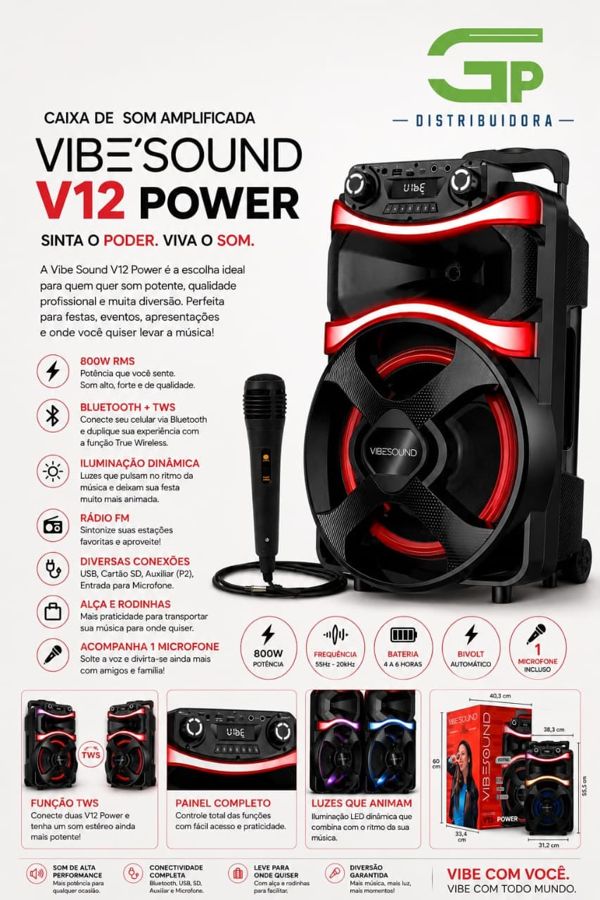 GP
DISTRIBUIDORA
CAIXA DE SOM AMPLIFICADA
VIBE'SOUND
V12 POWER
SINTA O PODER. VIVA O SOM.
A Vibe Sound V12 Power é a escolha ideal
para quem quer som potente, qualidade
profissional e muita diversão. Perfeita
para festas, eventos, apresentações
e onde você quiser levar a música!
800W RMS
Potência que você sente.
Som alto, forte e de qualidade.
BLUETOOTH + TWS
Conecte seu celular via Bluetooth
e duplique sua experiência com
a função True Wireless.
ILUMINAÇÃO DINÂMICA
Luzes que pulsam no ritmo da
música e deixam sua festa
muito mais animada.
RÁDIO FM
Sintonize suas estações
favoritas e aproveite!
DIVERSAS CONEXÕES
USB, Cartão SD, Auxiliar (P2),
Entrada para Microfone.
ALÇA E RODINHAS
Mais praticidade para transportar
sua música para onde quiser.
ACOMPANHA 1 MICROFONE
Solte a voz e divirta-se ainda mais
com amigos e família!
VIBE
VIBESOUND
800W
POTÊNCIA
FREQUÊNCIA
55Hz - 20kHz
BATERIA
4 A 6 HORAS
BIVOLT
AUTOMÁTICO
1
MICROFONE
INCLUSO
TWS
FUNÇÃO TWS
Conecte duas V12 Power e
tenha um som estéreo ainda
mais potente!
VIBE
PAINEL COMPLETO
Controle total das funções
com fácil acesso e praticidade.
LUZES QUE ANIMAM
Iluminação LED dinâmica que
combina com o ritmo da sua
música.
40,3 cm
38,3 cm
60
cm
55,5 cm
33,4
cm
31,2 cm
VIBESOUND
VIBESOUND
POWER
SOM DE ALTA
PERFORMANCE
Mais potência para
qualquer ocasião.
CONECTIVIDADE
COMPLETA
Bluetooth, USB, SD,
Auxiliar e Microfone.
LEVE PARA
ONDE QUISER
Com alça e rodinhas
para facilitar.
DIVERSÃO
GARANTIDA
Mais música, mais luz,
mais momentos!
VIBE COM VOCÊ.
VIBE COM TODO MUNDO.